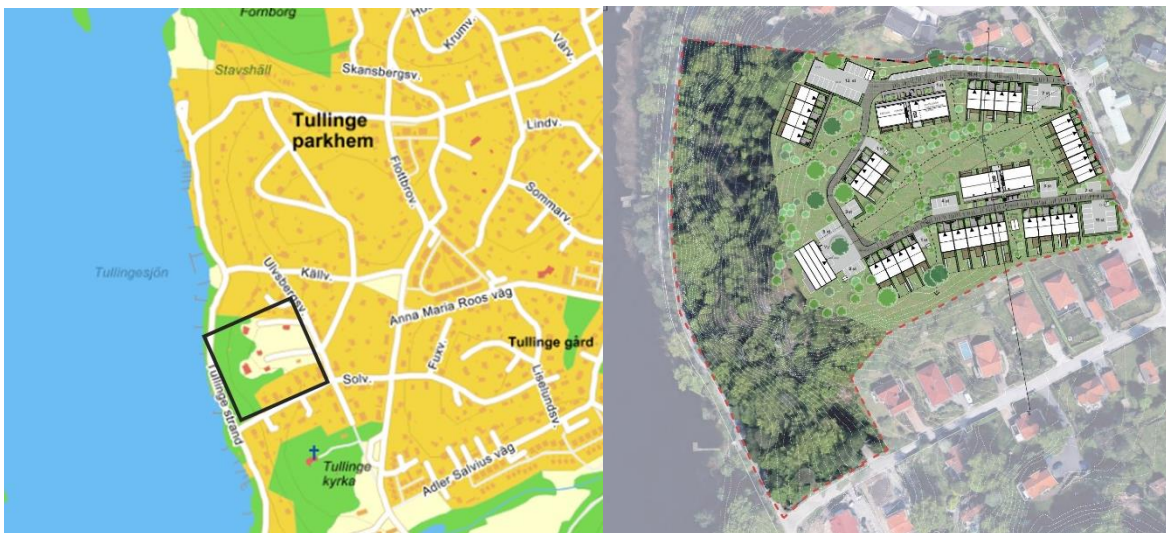 Fornborg
Krumv.
Värv.
Stavshäll
Skansbergsv.
Tullinge
parkhem
Lindv.
Flottbrov.
Sommarv.
Tullingesjön
Ulvsbergsv.
Källv.
Anna Maria Roos väg
Tullinge gård
Fuxv.
Liselundsv.
Solv.
Tullinge strand
Tullinge
kyrka
Adler Salvius väg